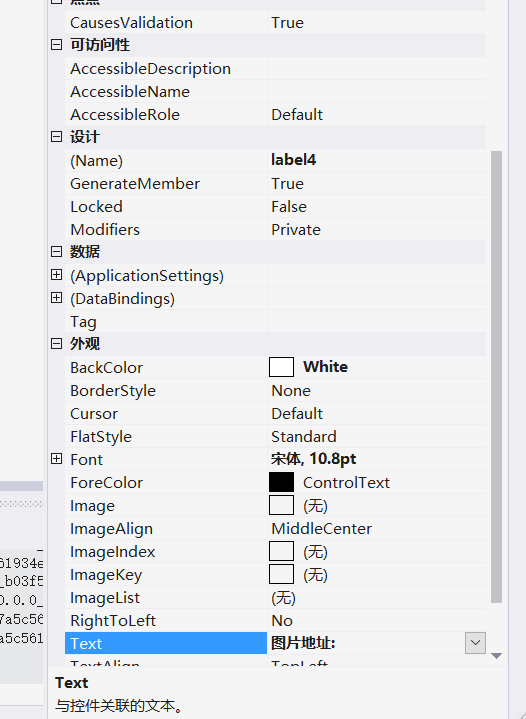 CausesValidation True
可访问性
AccessibleDescription
AccessibleName
AccessibleRole Default
设计
(Name) label4
GenerateMember True
Locked False
Modifiers Private
数据
(ApplicationSettings)
(DataBindings)
Tag
外观
BackColor White
BorderStyle None
Cursor Default
FlatStyle Standard
Font 宋体, 10.8pt
ForeColor ControlText
Image (无)
ImageAlign MiddleCenter
ImageIndex (无)
ImageKey (无)
ImageList (无)
RightToLeft No
Text 图片地址:
TextAlign TopLeft
Text
与控件关联的文本。
61934e
_b03f5
0.0.0_
7a5c56
a5c561